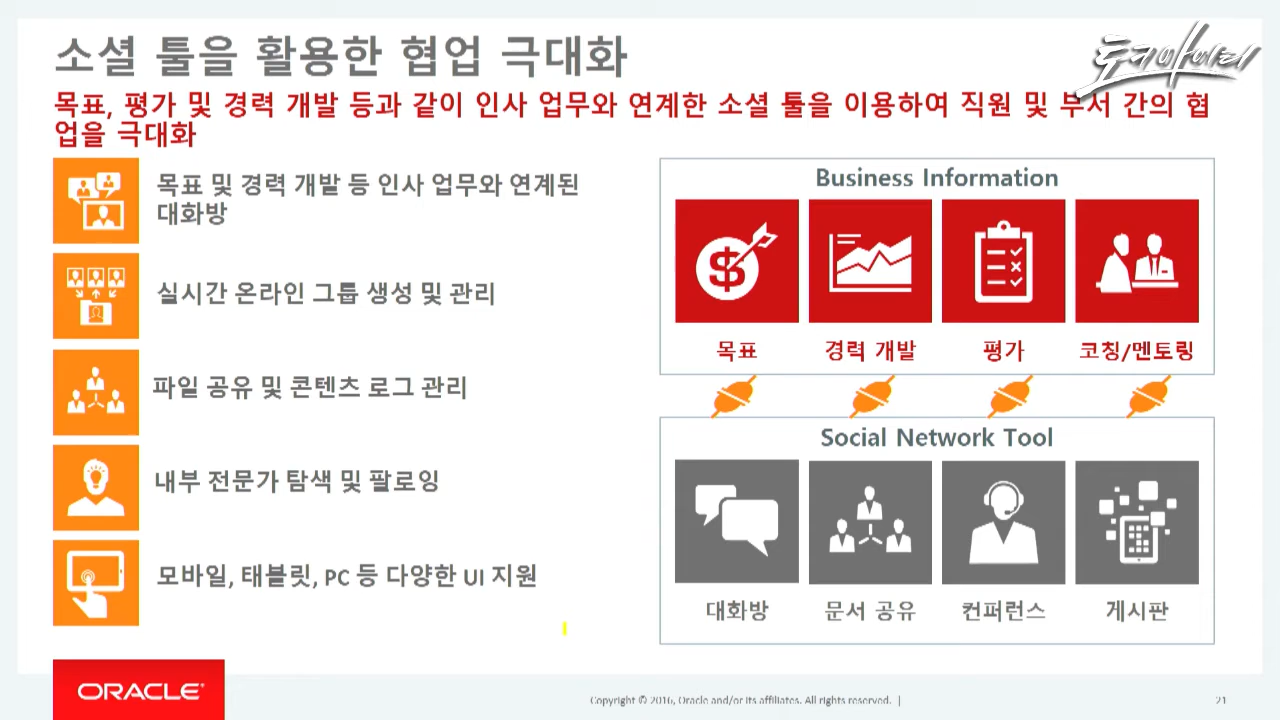 소셜 툴을 활용한 협업 극대화
토크아이티
목표, 평가 및 경력 개발 등과 같이 인사 업무와 연계한 소셜 툴을 이용하여 직원 및 부서 간의 협
업을 극대화
목표 및 경력 개발 등 인사 업무와 연계된
대화방
실시간 온라인 그룹 생성 및 관리
파일 공유 및 콘텐츠 로그 관리
내부 전문가 탐색 및 팔로잉
모바일, 태블릿, PC 등 다양한 UI 지원
Business Information
목표
경력 개발
평가
코칭/멘토링
Social Network Tool
대화방
문서 공유
컨퍼런스
게시판
ORACLE®
Copyright © 2016, Oracle and/or its affiliates. All rights reserved. |
21